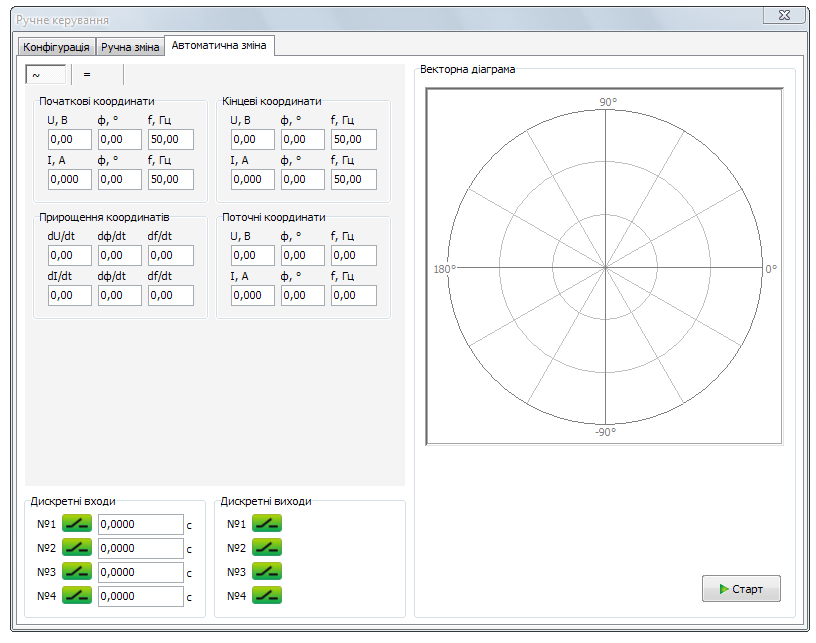 Ручне керування
Конфігурація Ручна зміна Автоматична зміна
~ =
Початкові координати
U, В ф, ° f, Гц
0,00 0,00 50,00
I, А ф, ° f, Гц
0,000 0,00 50,00
Кінцеві координати
U, В ф, ° f, Гц
0,00 0,00 50,00
I, А ф, ° f, Гц
0,000 0,00 50,00
Прирощення координатів
dU/dt dф/dt df/dt
0,00 0,00 0,00
dI/dt dф/dt df/dt
0,00 0,00 0,00
Поточні координати
U, В ф, ° f, Гц
0,00 0,00 0,00
I, А ф, ° f, Гц
0,000 0,00 0,00
Дискретні входи
№1 0,0000 с
№2 0,0000 с
№3 0,0000 с
№4 0,0000 с
Дискретні виходи
№1
№2
№3
№4
Векторна діаграма
90°
180° 0°
-90°
Старт